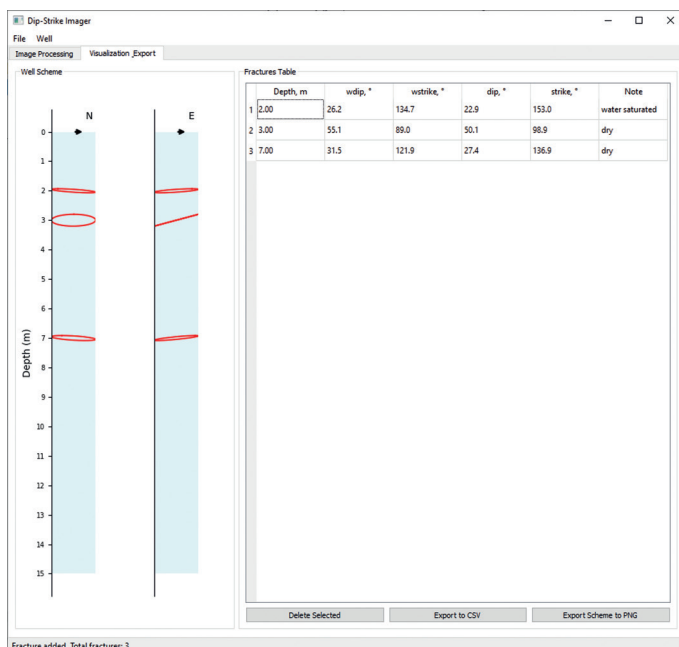 Dip-Strike Imager
File Well
Image Processing Visualization_Export
Well Scheme
N E
0
1
2
3
4
5
6
7
8
9
10
11
12
13
14
15
Depth (m)
Fractures Table
Depth, m wdip, ° wstrike, ° dip, ° strike, ° Note
1 2.00 26.2 134.7 22.9 153.0 water saturated
2 3.00 55.1 89.0 50.1 98.9 dry
3 7.00 31.5 121.9 27.4 136.9 dry
Delete Selected Export to CSV Export Scheme to PNG
Fracture added. Total fractures: 3